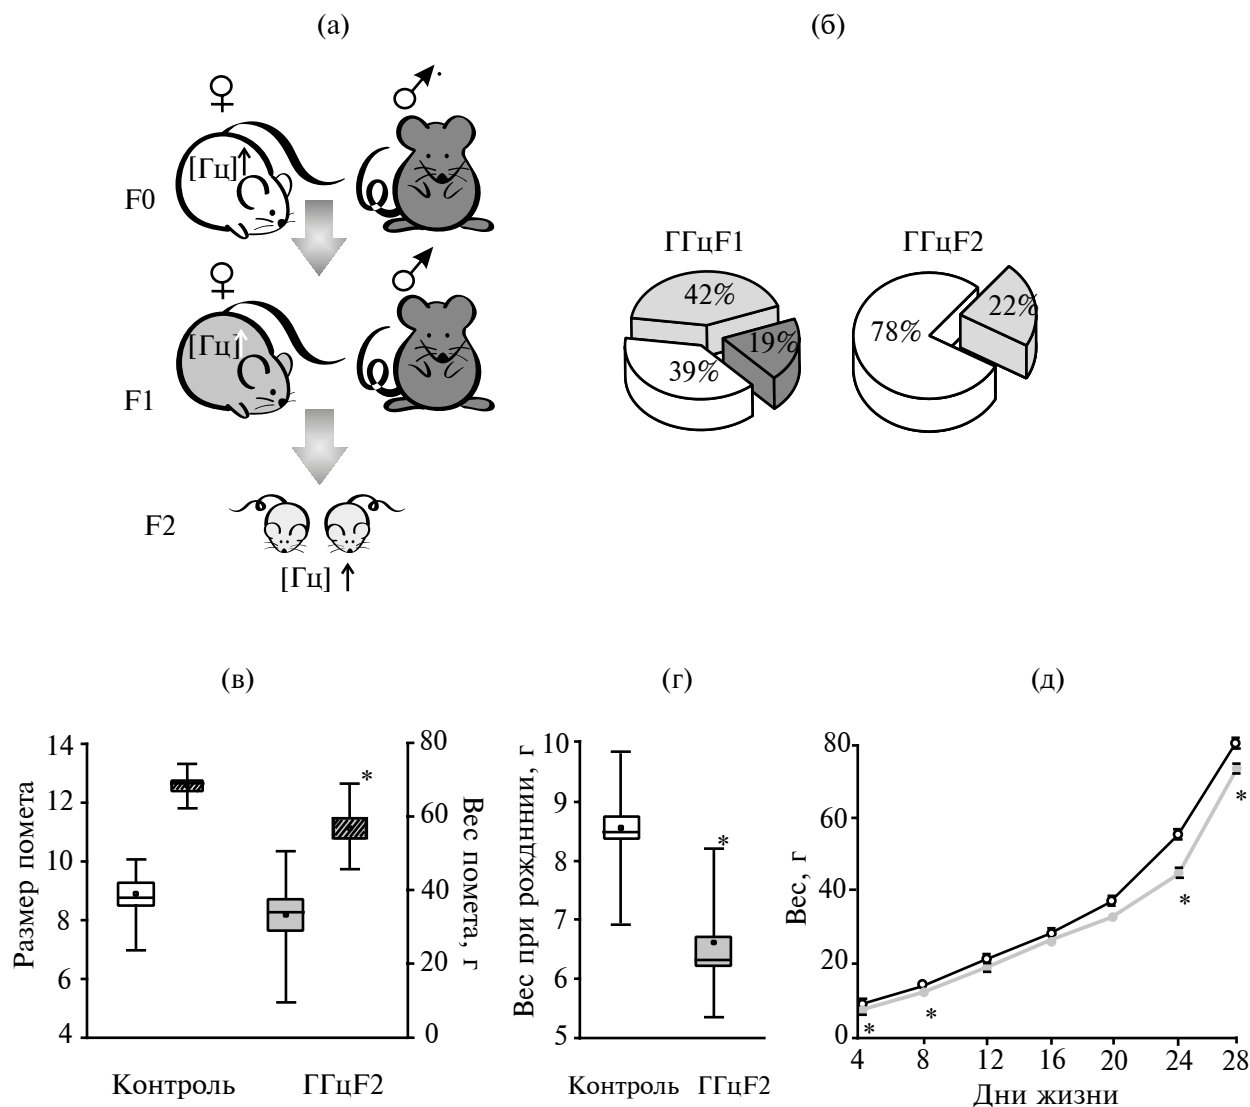 (а)
(б)
♀
♂
[Гц]↑
F0
ГГцF1
ГГцF2
♀
♂
42%
22%
78%
19%
[Гц]↑
39%
F1
F2
[Гц] ↑
(в)
(г)
(д)
Размер помета
14
12
10
8
6
4
80
60
40
20
0
Вес помета, г
*
Контроль
ГГцF2
Вес при рождннии, г
10
9
8
7
6
5
*
Контроль
ГГцF2
Вес, г
80
60
40
20
0
*
*
*
*
4
8
12
16
20
24
28
Дни жизни